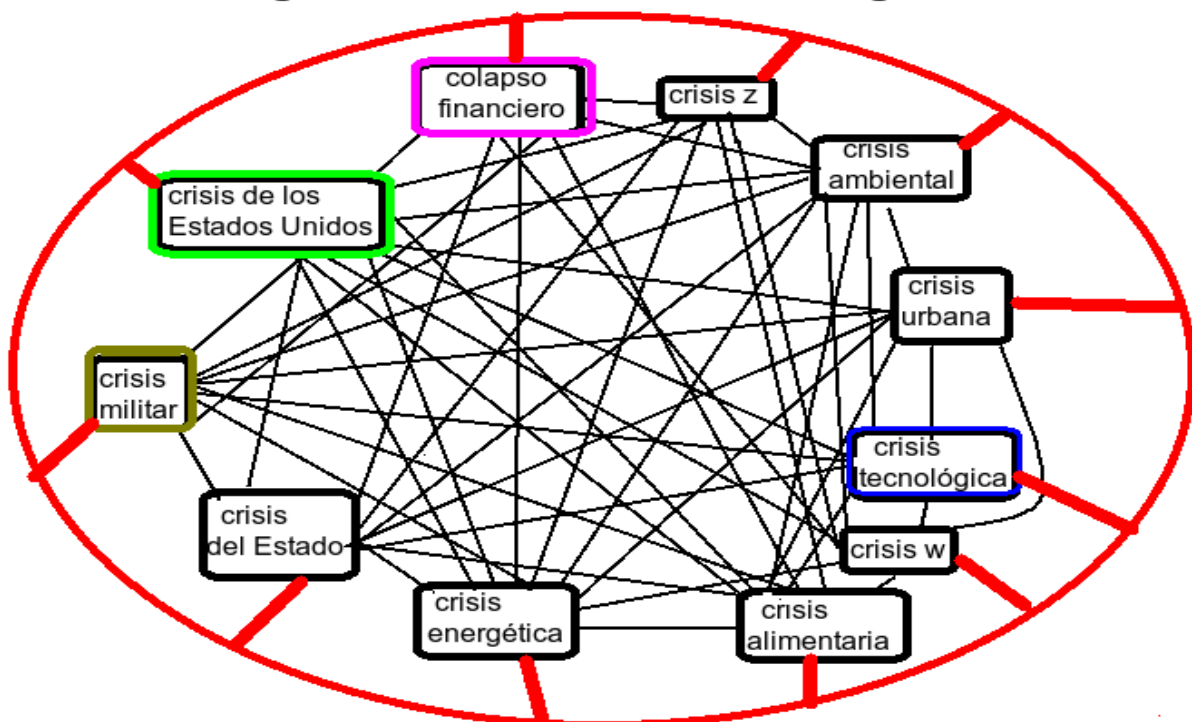 colapso
financiero
crisis z
crisis
ambiental
crisis de los
Estados Unidos
crisis
urbana
crisis
militar
crisis
tecnológica
crisis
del Estado
crisis w
crisis
energética
crisis
alimentaria